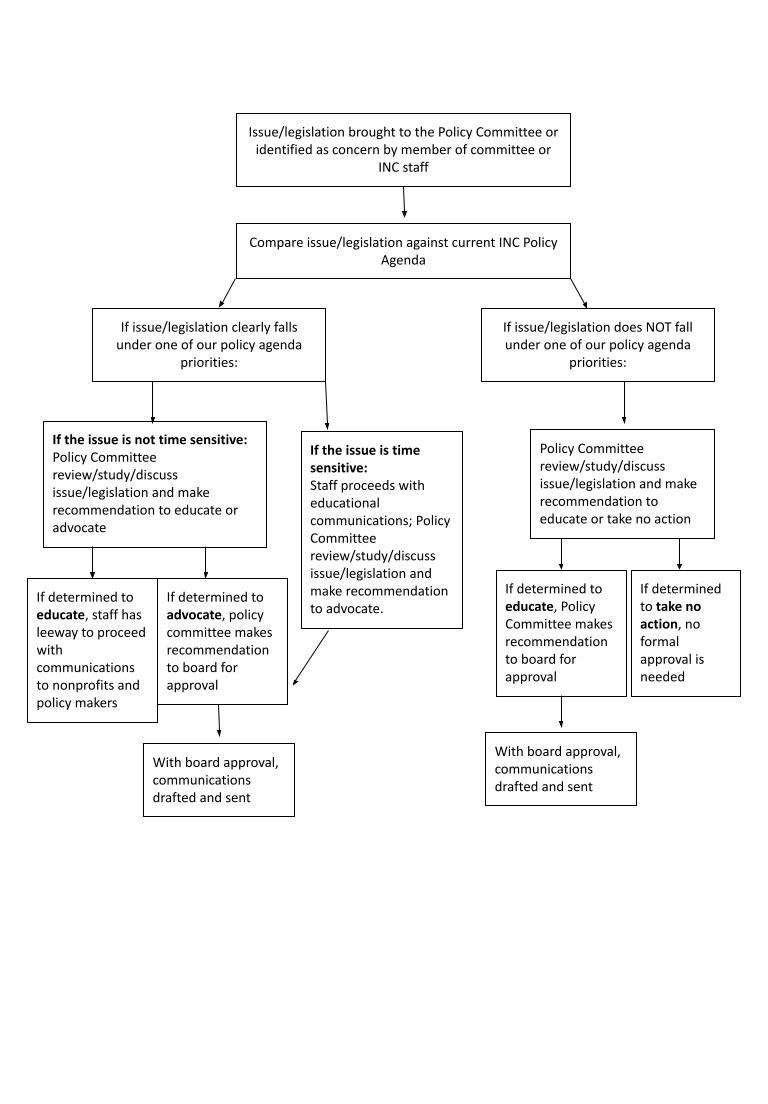 Issue/legislation brought to the Policy Committee or
identified as concern by member of committee or
INC staff
Compare issue/legislation against current INC Policy
Agenda
If issue/legislation clearly falls
under one of our policy agenda
priorities:
If issue/legislation does NOT fall
under one of our policy agenda
priorities:
If the issue is not time sensitive:
Policy Committee
review/study/discuss
issue/legislation and make
recommendation to educate or
advocate
If the issue is time
sensitive:
Staff proceeds with
educational
communications; Policy
Committee
review/study/discuss
issue/legislation and
make recommendation
to advocate.
Policy Committee
review/study/discuss
issue/legislation and make
recommendation to
educate or take no action
If determined to
educate, staff has
leeway to proceed
with
communications
to nonprofits and
policy makers
If determined to
advocate, policy
committee makes
recommendation
to board for
approval
If determined to
educate, Policy
Committee makes
recommendation
to board for
approval
If determined
to take no
action, no
formal
approval is
needed
With board approval,
communications
drafted and sent
With board approval,
communications
drafted and sent